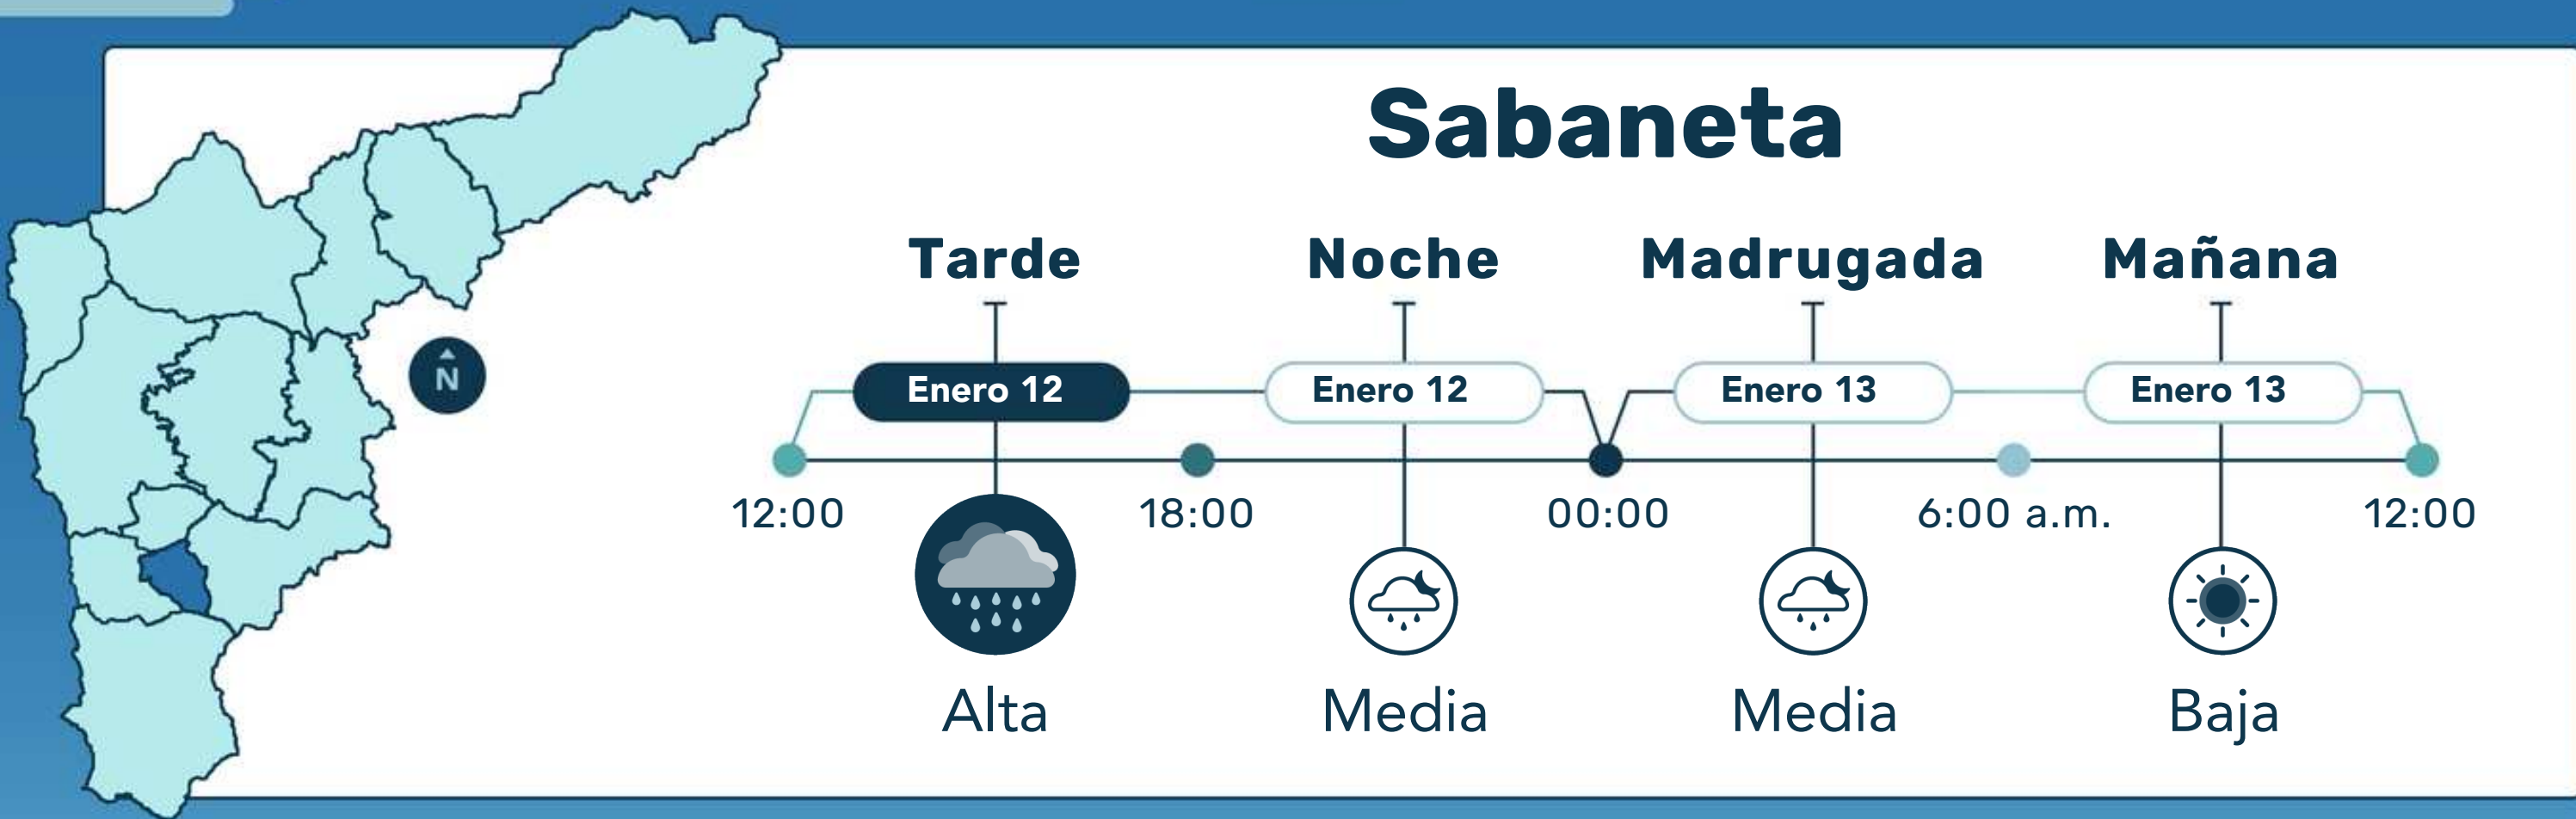 Sabaneta
Tarde Noche Madrugada Mañana
N
Enero 12 Enero 12 Enero 13 Enero 13
12:00 18:00 00:00 6:00 a.m. 12:00
Alta Media Media Baja